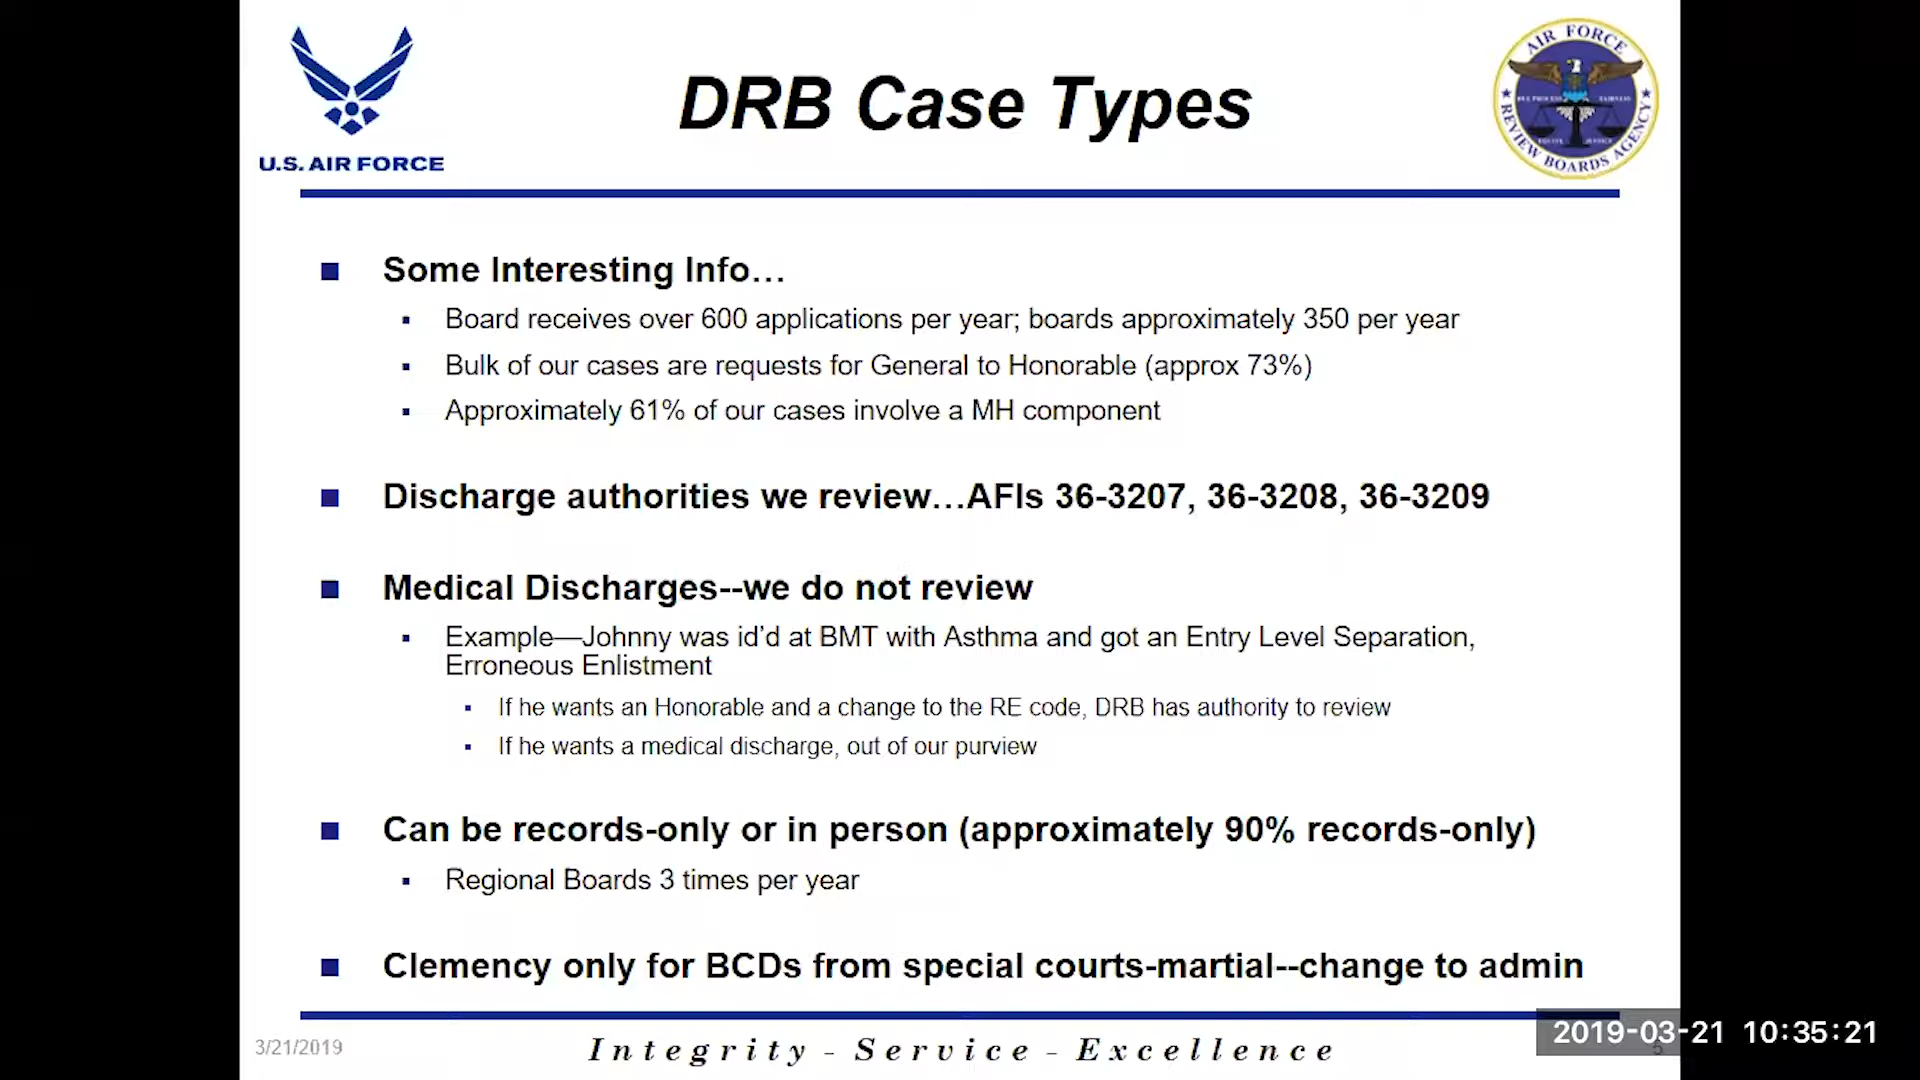 U.S. AIR FORCE
DRB Case Types
AIR FORCE
REVIEW BOARDS AGENCY
Some Interesting Info…
Board receives over 600 applications per year; boards approximately 350 per year
Bulk of our cases are requests for General to Honorable (approx 73%)
Approximately 61% of our cases involve a MH component
Discharge authorities we review…AFIs 36-3207, 36-3208, 36-3209
Medical Discharges--we do not review
Example—Johnny was id’d at BMT with Asthma and got an Entry Level Separation,
Erroneous Enlistment
If he wants an Honorable and a change to the RE code, DRB has authority to review
If he wants a medical discharge, out of our purview
Can be records-only or in person (approximately 90% records-only)
Regional Boards 3 times per year
Clemency only for BCDs from special courts-martial--change to admin
3/21/2019
Integrity - Service - Excellence
2019-03-21 10:35:21